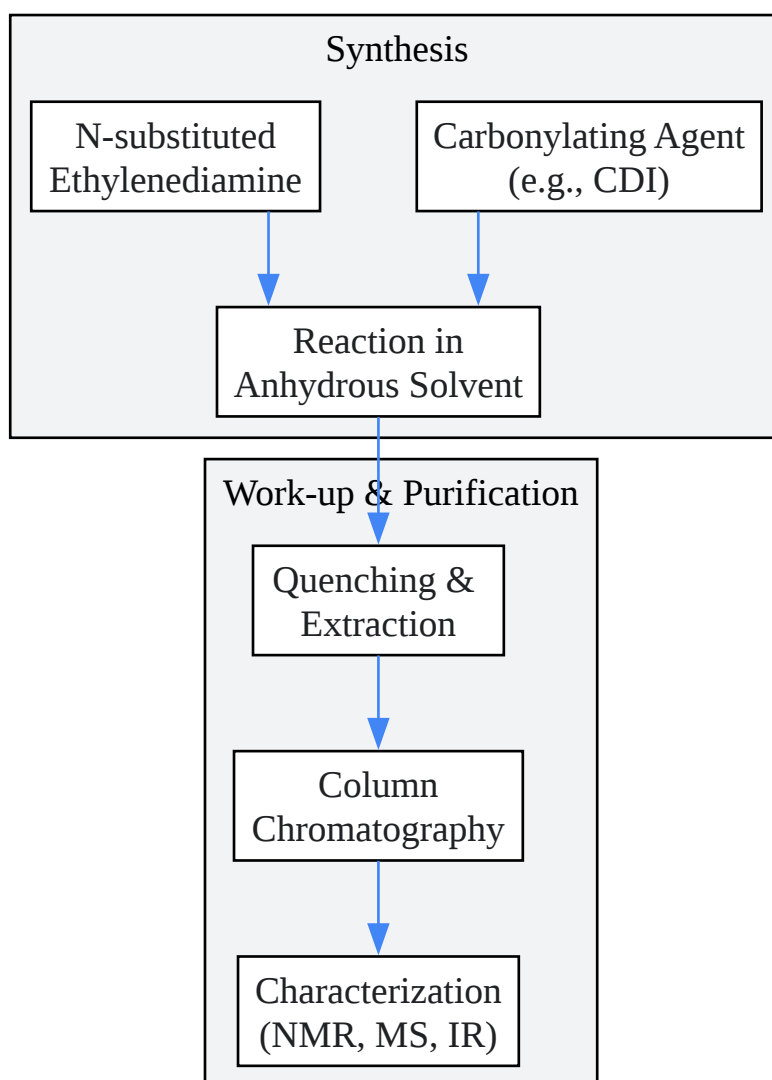 Synthesis
N-substituted
Ethylenediamine
Carbonylating Agent
(e.g., CDI)
Reaction in
Anhydrous Solvent
Work-up & Purification
Quenching &
Extraction
Column
Chromatography
Characterization
(NMR, MS, IR)